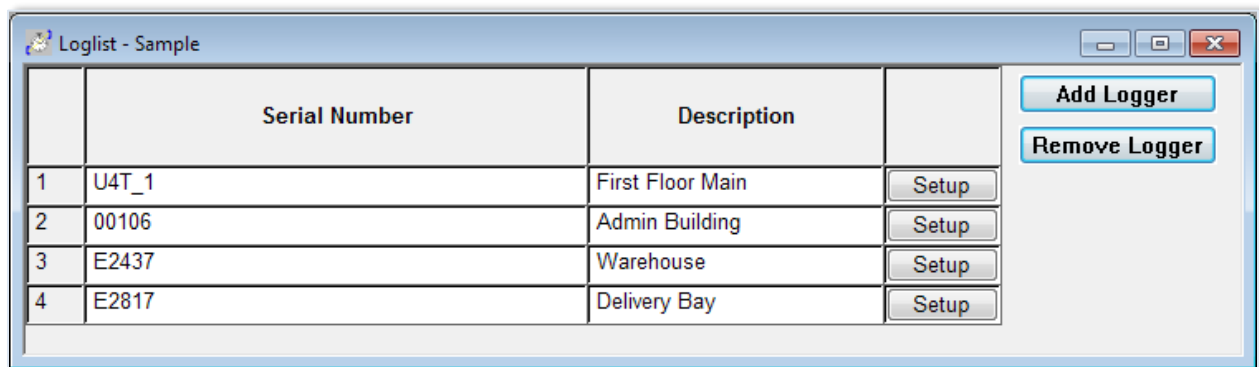 Loglist - Sample
Serial Number Description Add Logger
Remove Logger
1 U4T_1 First Floor Main Setup
2 00106 Admin Building Setup
3 E2437 Warehouse Setup
4 E2817 Delivery Bay Setup